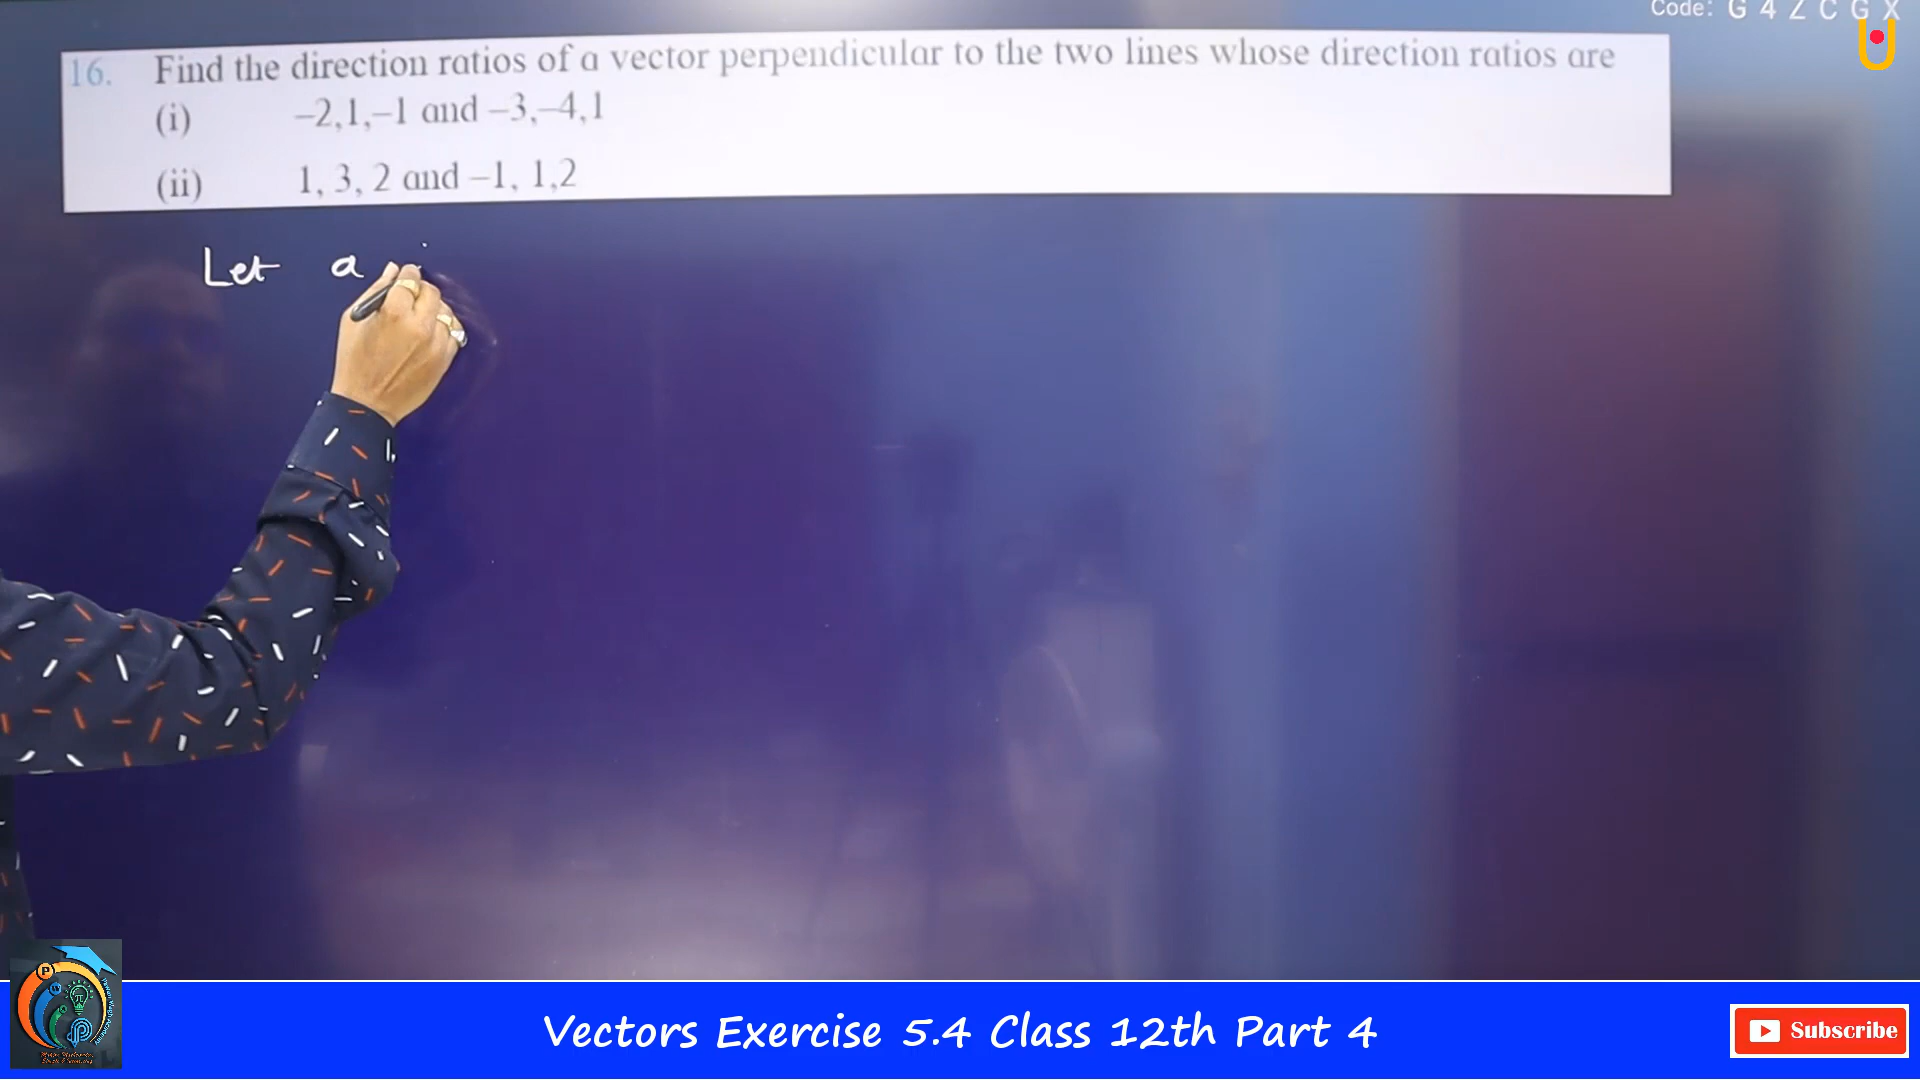 Code: G 4 Z C G X
16. Find the direction ratios of a vector perpendicular to the two lines whose direction ratios are
(i) –2,1,–1 and –3,–4,1
(ii) 1, 3, 2 and –1, 1,2
Let a
Vectors Exercise 5.4 Class 12th Part 4
Subscribe